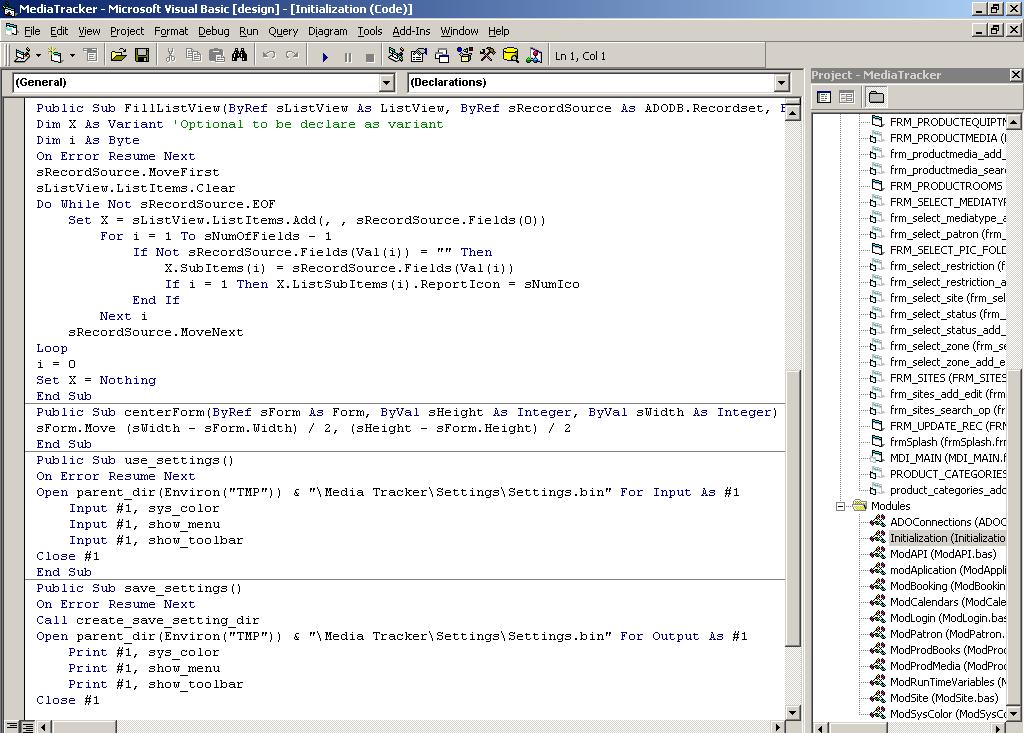 MediaTracker - Microsoft Visual Basic [design] - [Initialization (Code)]
File Edit View Project Format Debug Run Query Diagram Tools Add-Ins Window Help
Ln 1, Col 1
(General) (Declarations)
Public Sub FillListView(ByRef sListView As ListView, ByRef sRecordSource As ADODB.Recordset,
Dim X As Variant 'Optional to be declare as variant
Dim i As Byte
On Error Resume Next
sRecordSource.MoveFirst
sListView.ListItems.Clear
Do While Not sRecordSource.EOF
Set X = sListView.ListItems.Add(, , sRecordSource.Fields(0))
For i = 1 To sNumOfFields - 1
If Not sRecordSource.Fields(Val(i)) = "" Then
X.SubItems(i) = sRecordSource.Fields(Val(i))
If i = 1 Then X.ListSubItems(i).ReportIcon = sNumIco
End If
Next i
sRecordSource.MoveNext
Loop
i = 0
Set X = Nothing
End Sub
Public Sub centerForm(ByRef sForm As Form, ByVal sHeight As Integer, ByVal sWidth As Integer)
sForm.Move (sWidth - sForm.Width) / 2, (sHeight - sForm.Height) / 2
End Sub
Public Sub use_settings()
On Error Resume Next
Open parent_dir(Environ("TMP")) & "\Media Tracker\Settings\Settings.bin" For Input As #1
Input #1, sys_color
Input #1, show_menu
Input #1, show_toolbar
Close #1
End Sub
Public Sub save_settings()
On Error Resume Next
Call create_save_setting_dir
Open parent_dir(Environ("TMP")) & "\Media Tracker\Settings\Settings.bin" For Output As #1
Print #1, sys_color
Print #1, show_menu
Print #1, show_toolbar
Close #1
Project - MediaTracker
FRM_PRODUCTEQUIPTM
FRM_PRODUCTMEDIA (
frm_productmedia_add_
frm_productmedia_sear
FRM_PRODUCTROOMS
FRM_SELECT_MEDIATYP
frm_select_mediatype_a
frm_select_patron (frm_
FRM_SELECT_PIC_FOLD
frm_select_restriction (f
frm_select_restriction_a
frm_select_site (frm_sel
frm_select_status (frm_
frm_select_status_add_
frm_select_zone (frm_se
frm_select_zone_add_e
FRM_SITES (FRM_SITES
frm_sites_add_edit (frm
frm_sites_search_op (fr
FRM_UPDATE_REC (FRM
frmSplash (frmSplash.fr
MDI_MAIN (MDI_MAIN.f
PRODUCT_CATEGORIES
product_categories_add
Modules
ADOConnections (ADOC
Initialization (Initializatio
ModAPI (ModAPI.bas)
modAplication (ModAppli
ModBooking (ModBookin
ModCalendars (ModCale
ModLogin (ModLogin.bas
ModPatron (ModPatron.
ModProdBooks (ModProd
ModProdMedia (ModProd
ModRunTimeVariables (M
ModSite (ModSite.bas)
ModSysColor (ModSysCo